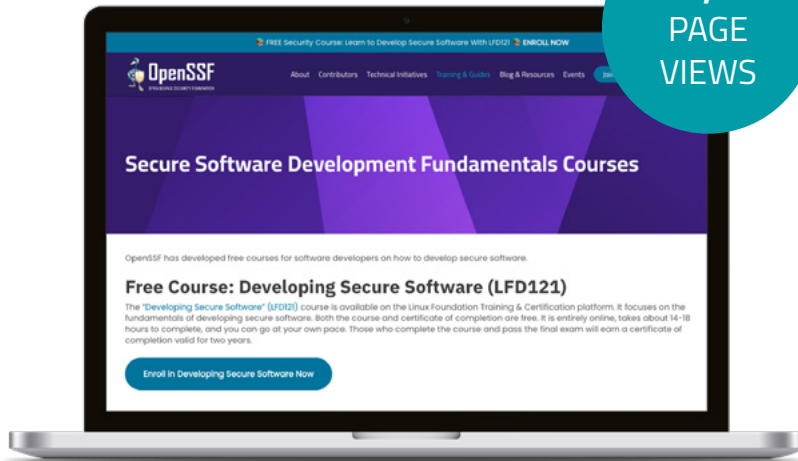 PAGE
VIEWS
FREE Security Course: Learn to Develop Secure Software With LFD121 ENROLL NOW
OpenSSF
OPEN SOURCE SECURITY FOUNDATION
About Contributors Technical Initiatives Training & Guides Blog & Resources Events
Secure Software Development Fundamentals Courses
OpenSSF has developed free courses for software developers on how to develop secure software.
Free Course: Developing Secure Software (LFD121)
The "Developing Secure Software" (LFD121) course is available on the Linux Foundation Training & Certification platform. It focuses on the
fundamentals of developing secure software. Both the course and certificate of completion are free. It is entirely online, takes about 14-18
hours to complete, and you can go at your own pace. Those who complete the course and pass the final exam will earn a certificate of
completion valid for two years.
Enroll in Developing Secure Software Now